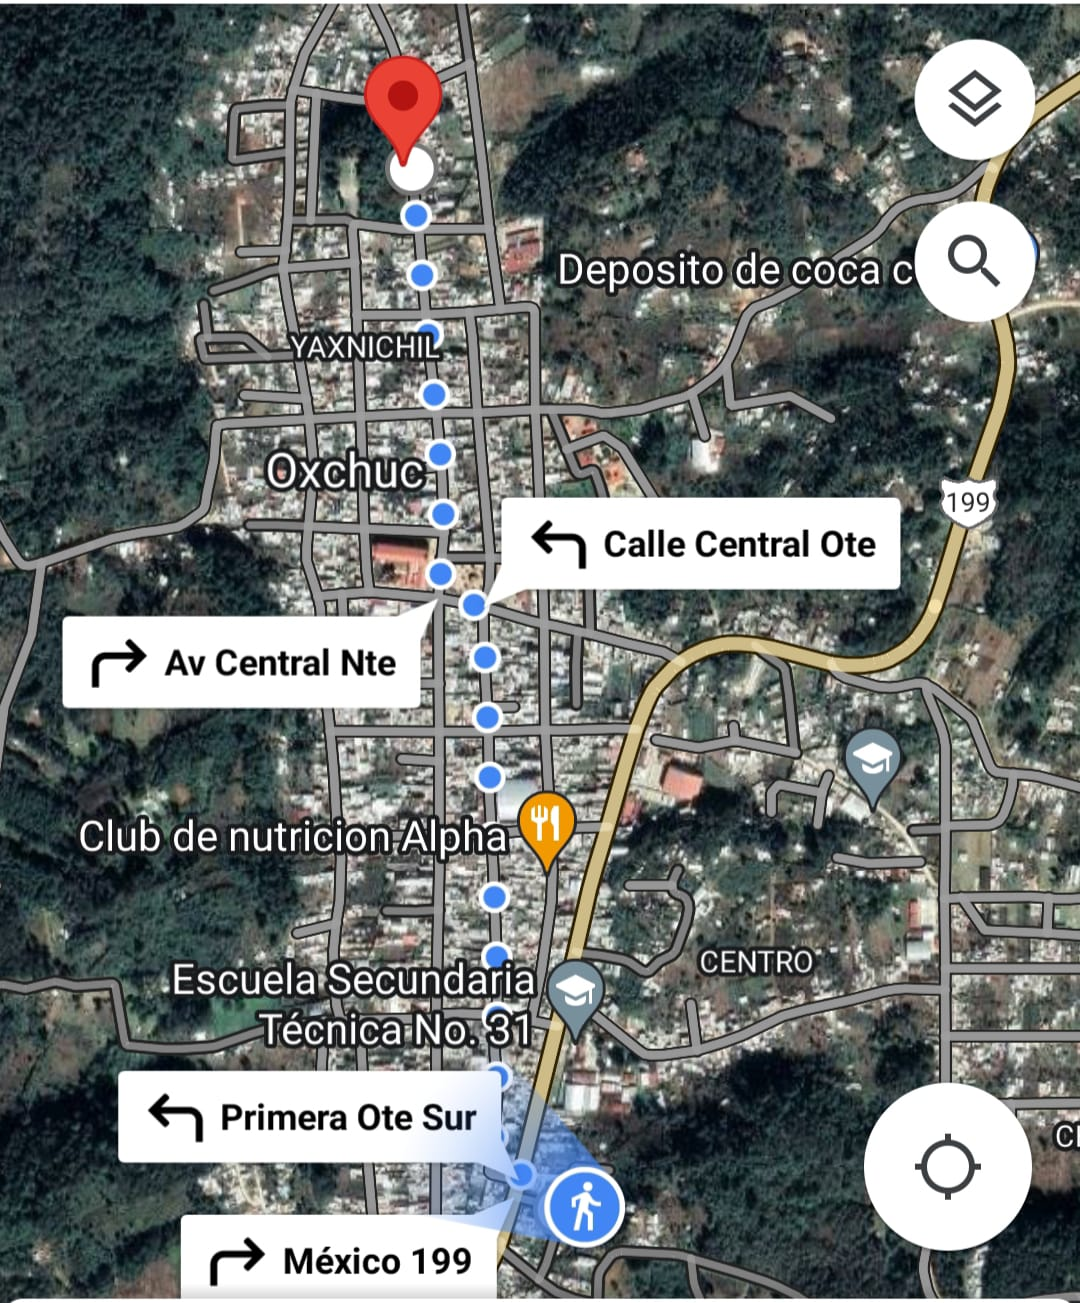 Deposito de coca c
YAXNICHIL
Oxchuc
199
Calle Central Ote
Av Central Nte
Club de nutricion Alpha
CENTRO
Escuela Secundaria
Técnica No. 31
Primera Ote Sur
México 199